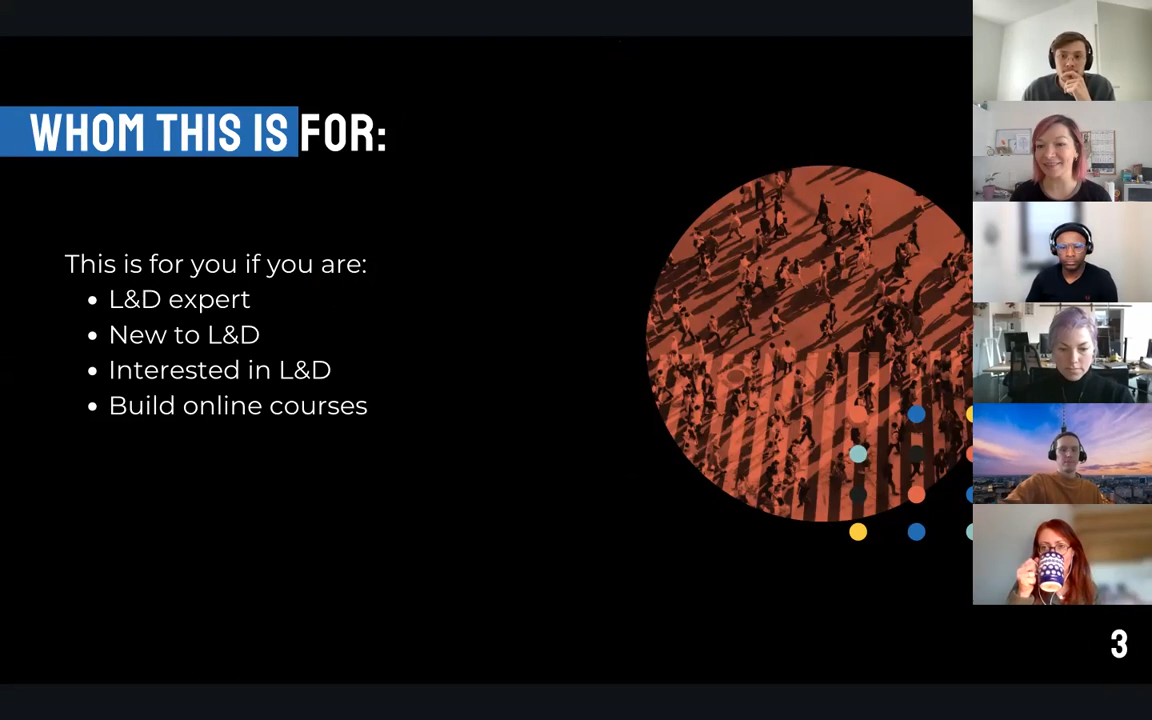 WHOM THIS IS FOR:
This is for you if you are:
• L&D expert
• New to L&D
• Interested in L&D
• Build online courses
3